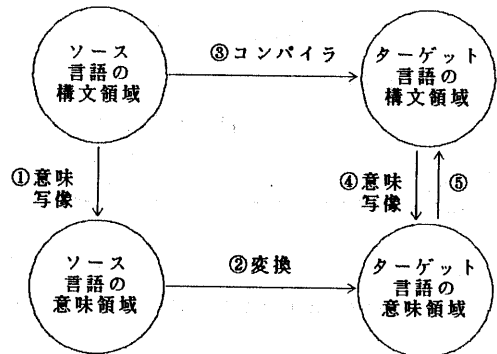 ソース
言語の
構文領域
③コンパイラ
ターゲット
言語の
構文領域
①意味
写像
④意味
写像
⑤
ソース
言語の
意味領域
②変換
ターゲット
言語の
意味領域